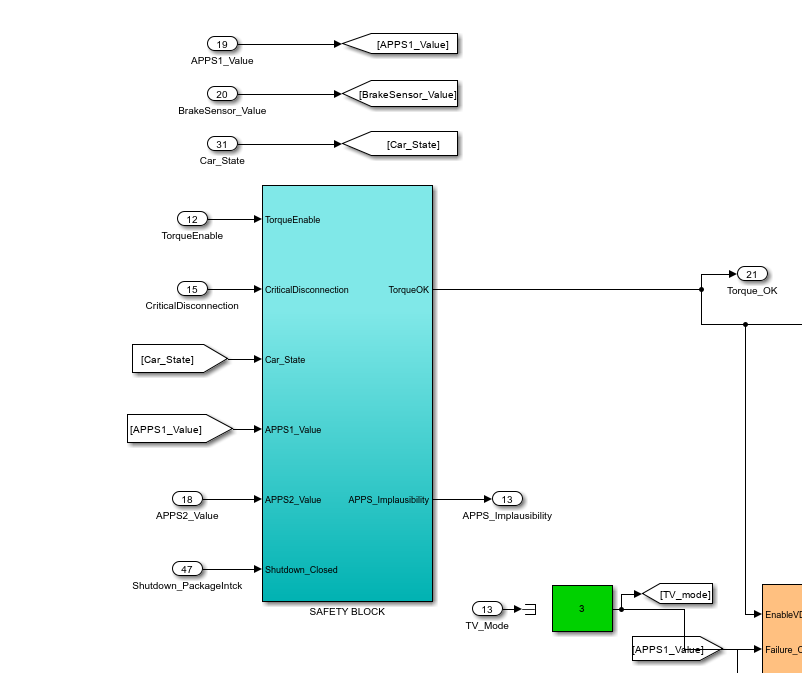 19
[APPS1_Value]
APPS1_Value
20
[BrakeSensor_Value]
BrakeSensor_Value
31
[Car_State]
Car_State
12
TorqueEnable
TorqueEnable
15
CriticalDisconnection
TorqueOK
21
CriticalDisconnection
Torque_OK
[Car_State]
Car_State
[APPS1_Value]
APPS1_Value
18
APPS2_Value
APPS_Implausibility
13
APPS2_Value
APPS_Implausibility
47
Shutdown_Closed
Shutdown_PackageIntck
SAFETY BLOCK
13
TV_Mode
3
[TV_mode]
EnableVD
[APPS1_Value]
Failure_C